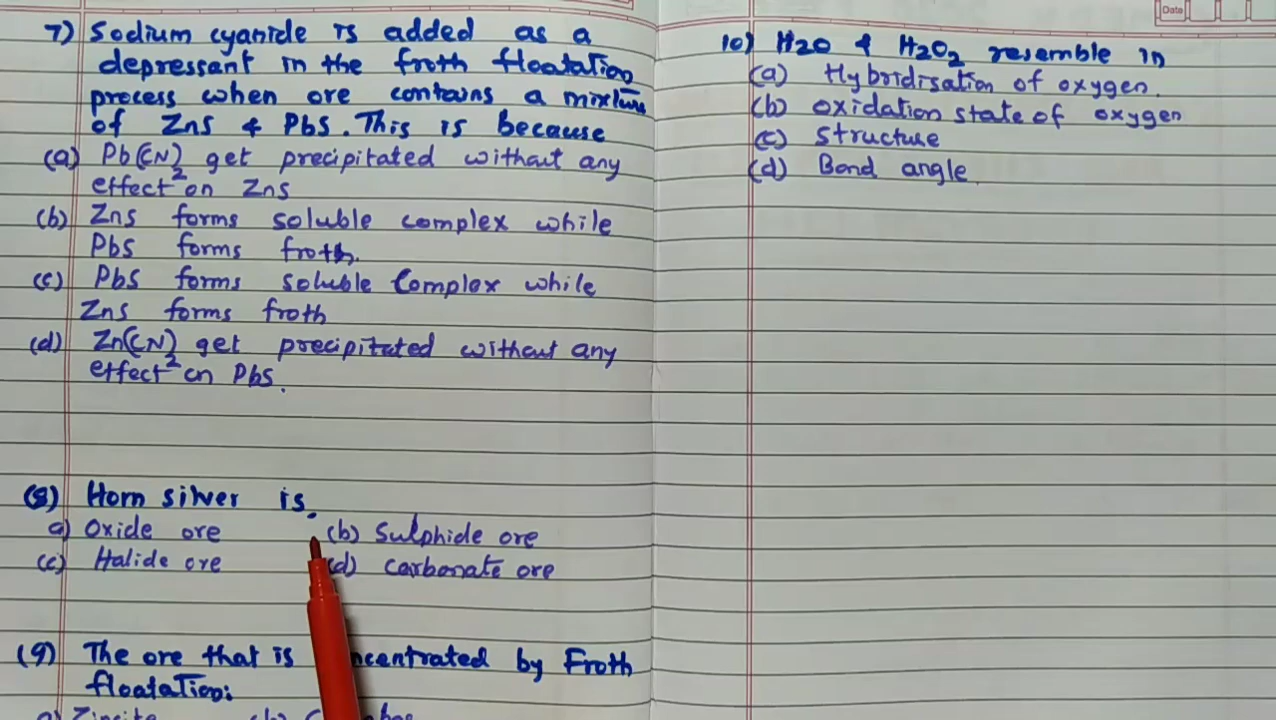 7) Sodium cyanide is added as a
depressant in the froth floatation
process when ore contains a mixture
of ZnS & PbS. This is because
(a) Pb(CN)2 get precipitated without any
effect on ZnS
(b) ZnS forms soluble complex while
PbS forms froth.
(c) PbS forms soluble Complex while
ZnS forms froth
(d) Zn(CN)2 get precipitated without any
effect on PbS.
(8) Horn silver is.
a) Oxide ore (b) Sulphide ore
(c) Halide ore (d) carbonate ore
(9) The ore that is by Froth
floatation:
a) Zincite (b)
Date
10) H2O & H2O2 resemble in
(a) Hybridisation of oxygen.
(b) oxidation state of oxygen
(c) structure
(d) Bond angle